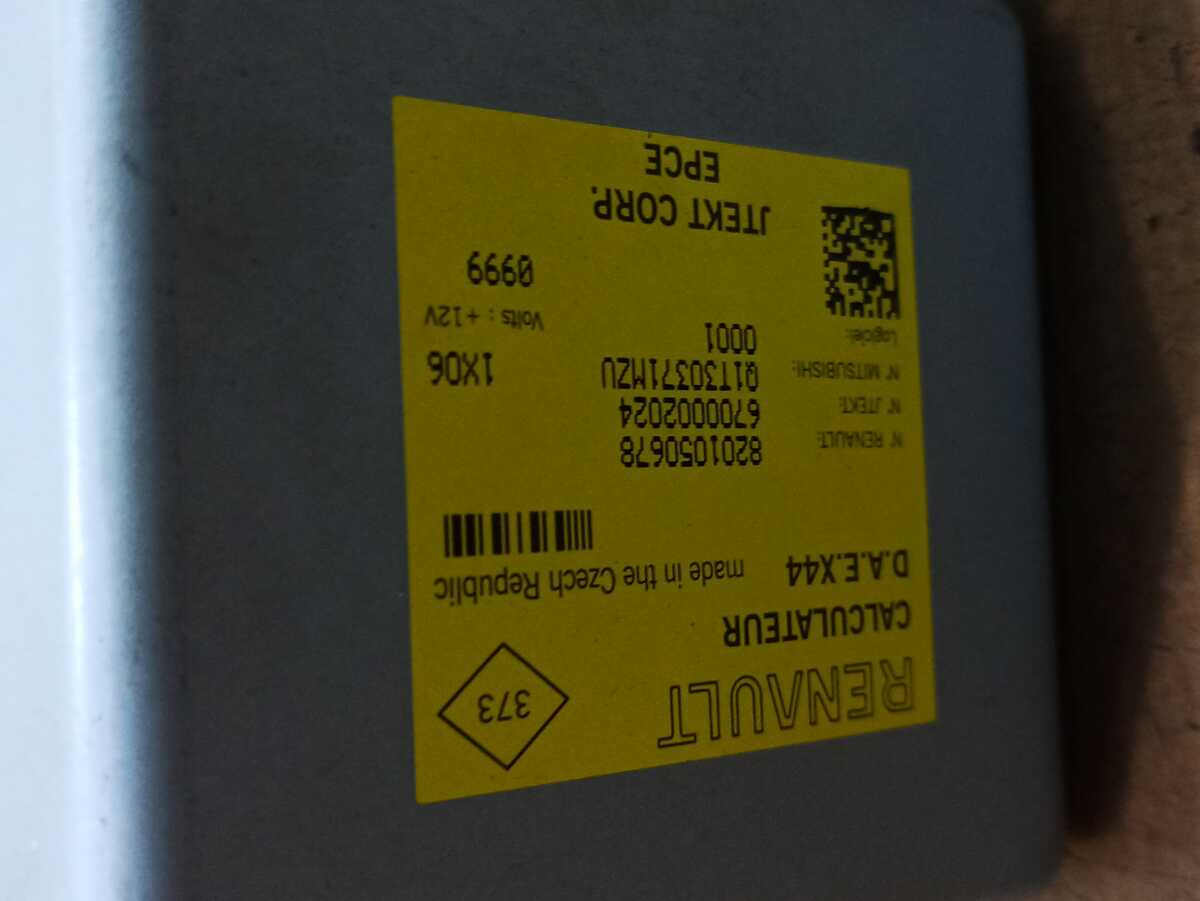 RENAULT
373
CALCULATEUR
D.A.E.X44
made in the Czech Republic
N° RENAULT: 8201050678
N° JTEKT: 670002024
N° MITSUBISHI: Q1T30371MZU 1X06
Logiciel: 0001 Volts : +12V
0999
JTEKT CORP.
EPCE